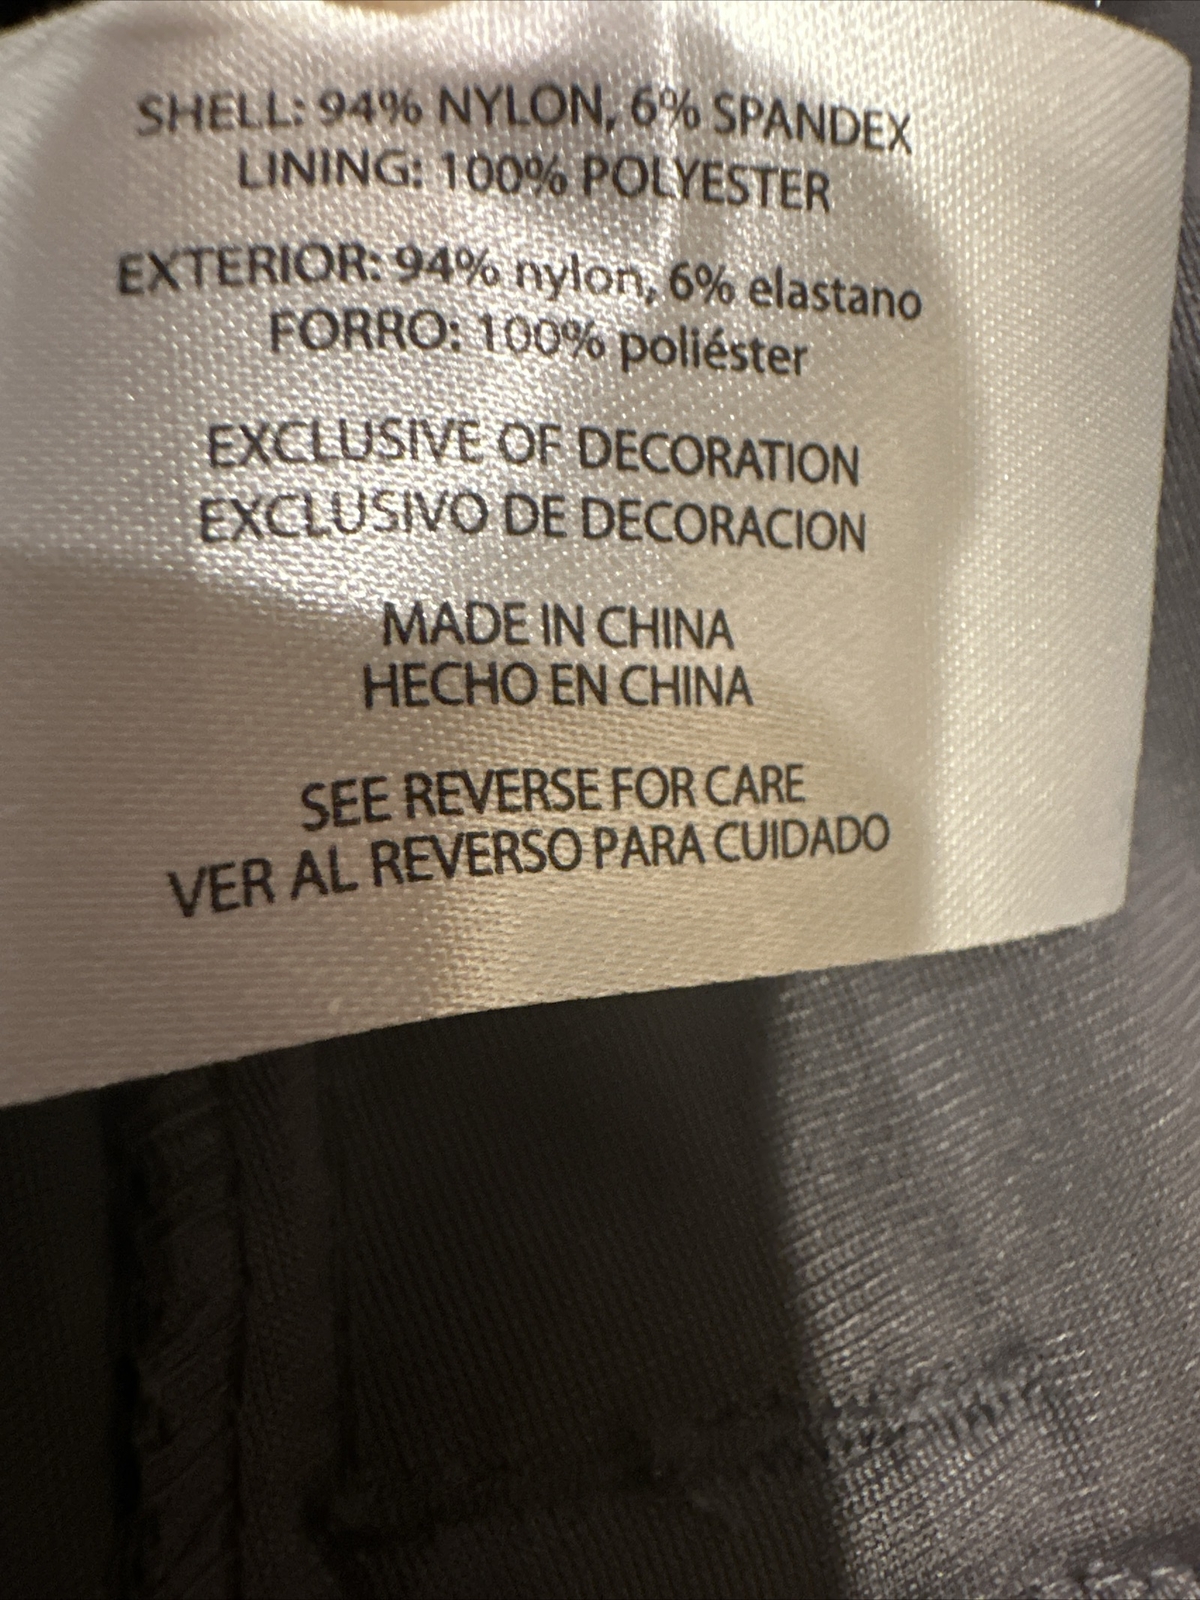 SHELL: 94% NYLON, 6% SPANDEX
LINING: 100% POLYESTER
EXTERIOR: 94% nylon, 6% elastano
FORRO: 100% poliéster
EXCLUSIVE OF DECORATION
EXCLUSIVO DE DECORACION
MADE IN CHINA
HECHO EN CHINA
SEE REVERSE FOR CARE
VER AL REVERSO PARA CUIDADO